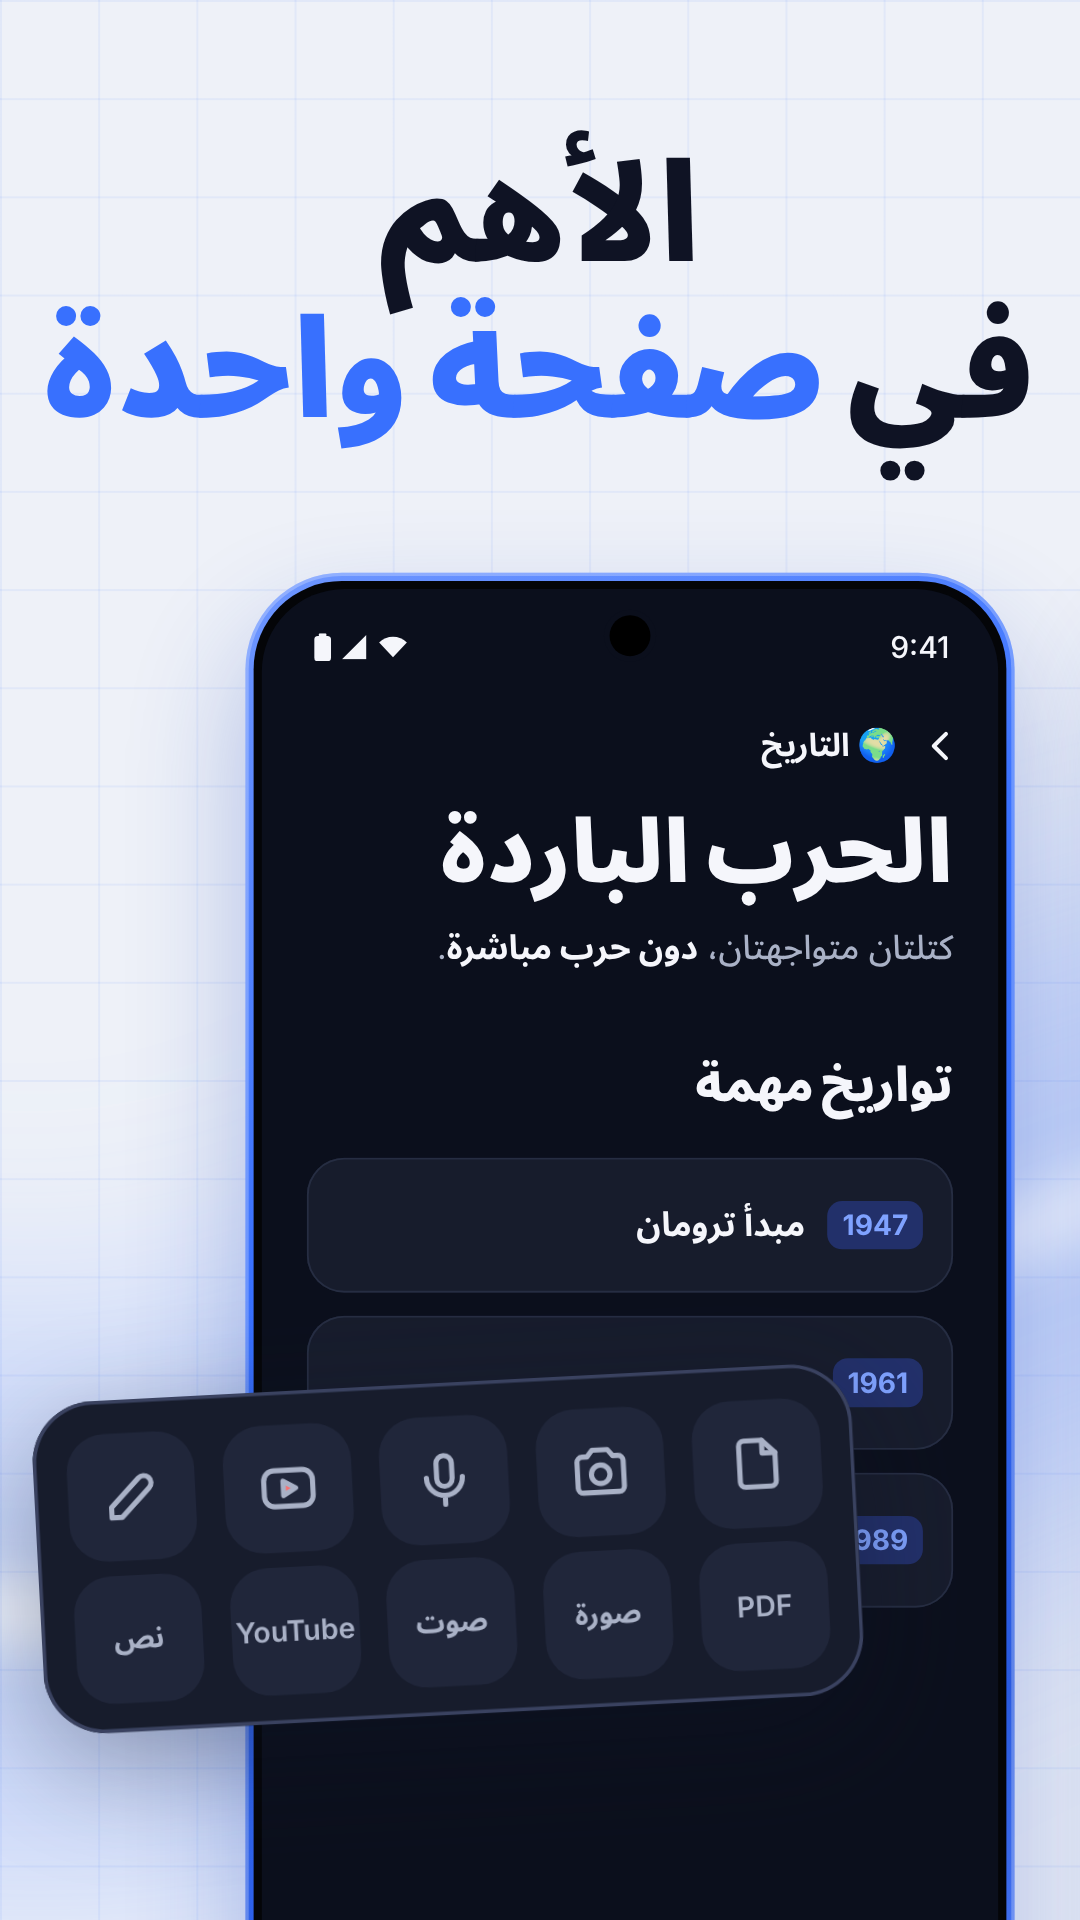 الأهم
في صفحة واحدة
9:41
التاريخ
الحرب الباردة
كتلتان متواجهتان، دون حرب مباشرة.
تواريخ مهمة
1947 مبدأ ترومان
1961
989
PDF صورة صوت YouTube نص